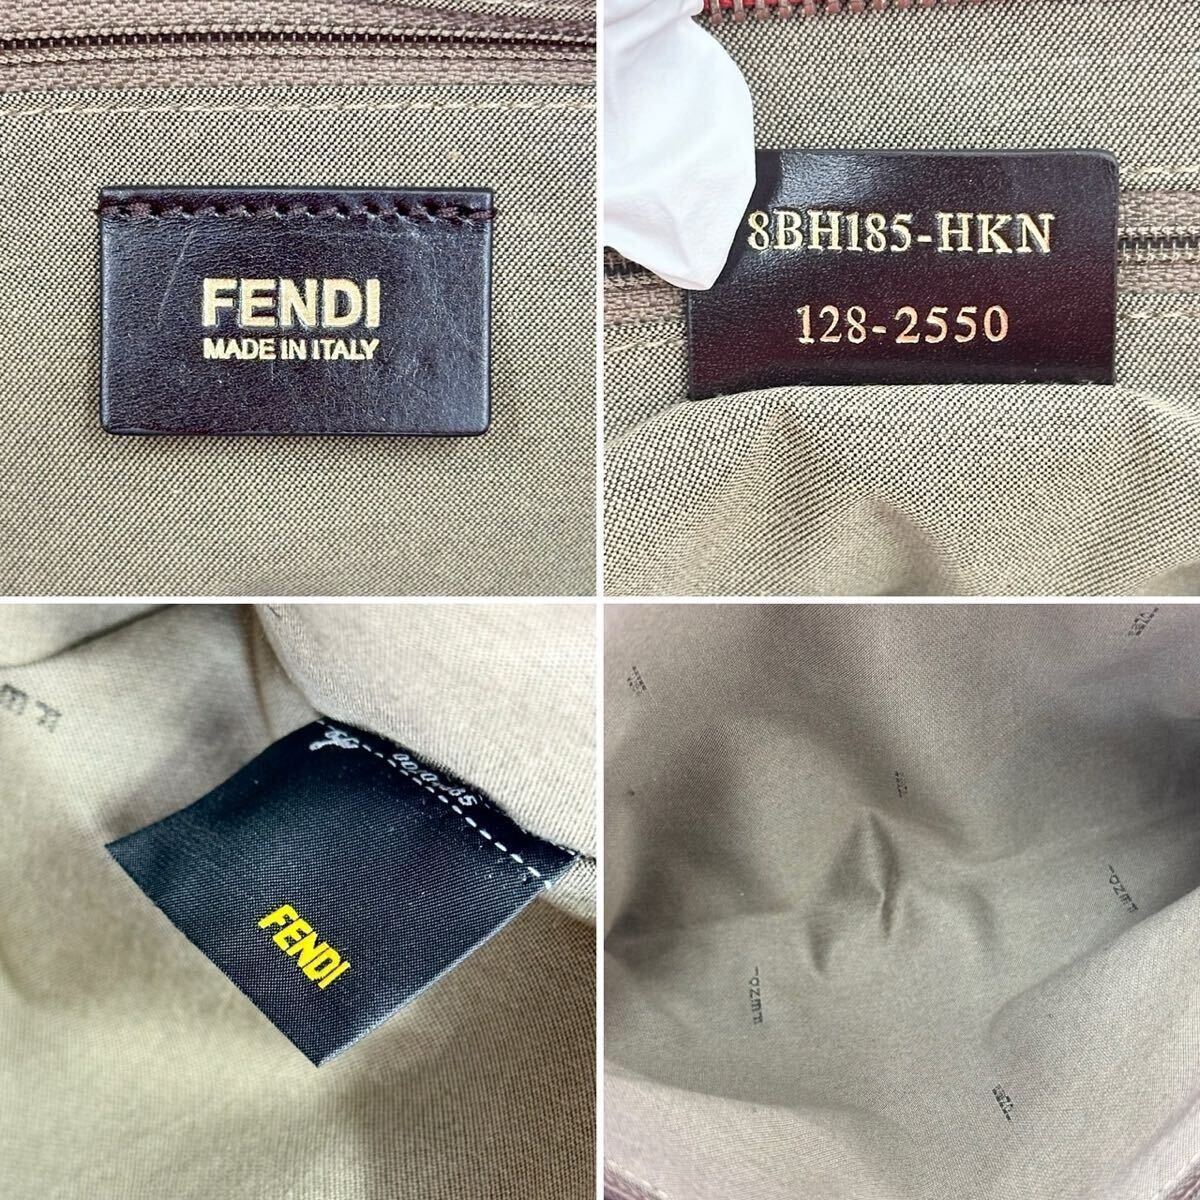 FENDI
MADE IN ITALY
8BH185-HKN
128-2550
FENDI